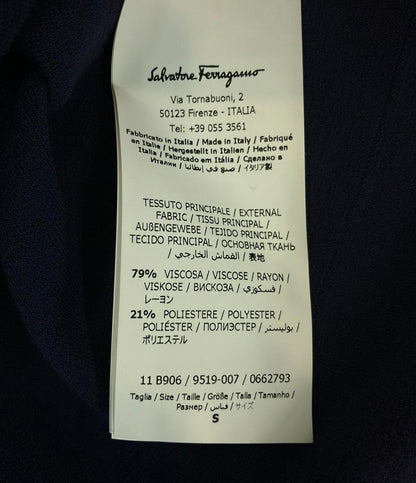 Salvatore Ferragamo
Via Tornabuoni, 2
50123 Firenze - ITALIA
Tel: +39 055 3561
Fabbricato in Italia / Made in Italy / Fabriqué
en Italie / Hergestellt in Italien / Hecho en
Italia / Fabricado em Itália / Сделано в
Италии / صنع في إيطاليا / イタリア製
TESSUTO PRINCIPALE / EXTERNAL
FABRIC / TISSU PRINCIPAL /
AUßENGEWEBE / TEJIDO PRINCIPAL /
TECIDO PRINCIPAL / ОСНОВНАЯ ТКАНЬ
/ القماش الخارجي / 表地
79% VISCOSA / VISCOSE / RAYON /
VISKOSE / ВИСКОЗА / فسكوزي /
レーヨン
21% POLIESTERE / POLYESTER /
POLIÉSTER / ПОЛИЭСТЕР / بوليستر /
ポリエステル
11 B906 / 9519-007 / 0662793
Taglia / Size / Taille / Größe / Talla / Tamanho /
Размер / قياس / サイズ
S